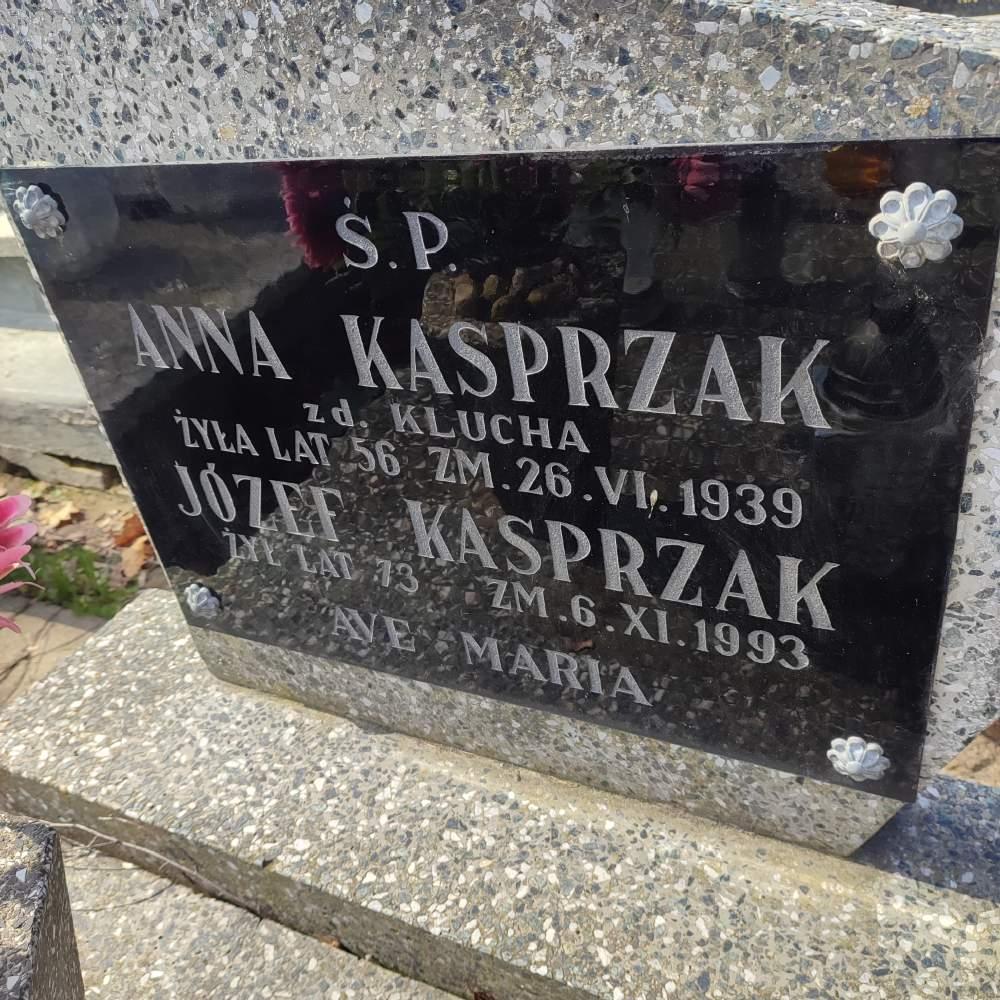 Ś.P.
ANNA KASPRZAK
zd. KLUCHA
ŻYŁA LAT 56 ZM.26.VI.1939
JÓZEF KASPRZAK
ŻYŁ LAT 73 ZM.6.XI.1993
AVE MARIA